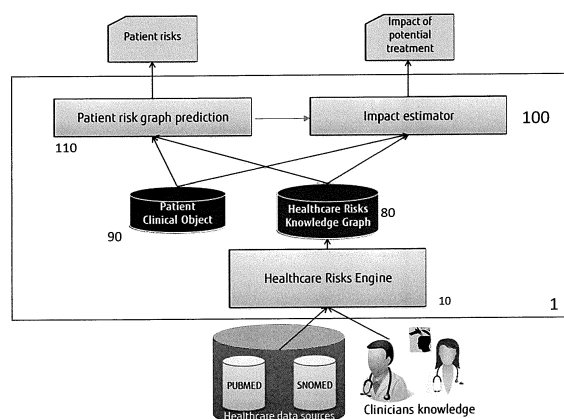 Patient risks
Impact of
potential
treatment
Patient risk graph prediction
Impact estimator
100
110
Patient
Clinical Object
90
Healthcare Risks
Knowledge Graph
80
Healthcare Risks Engine
10
1
PUBMED
SNOMED
Healthcare data sources
Clinicians knowledge